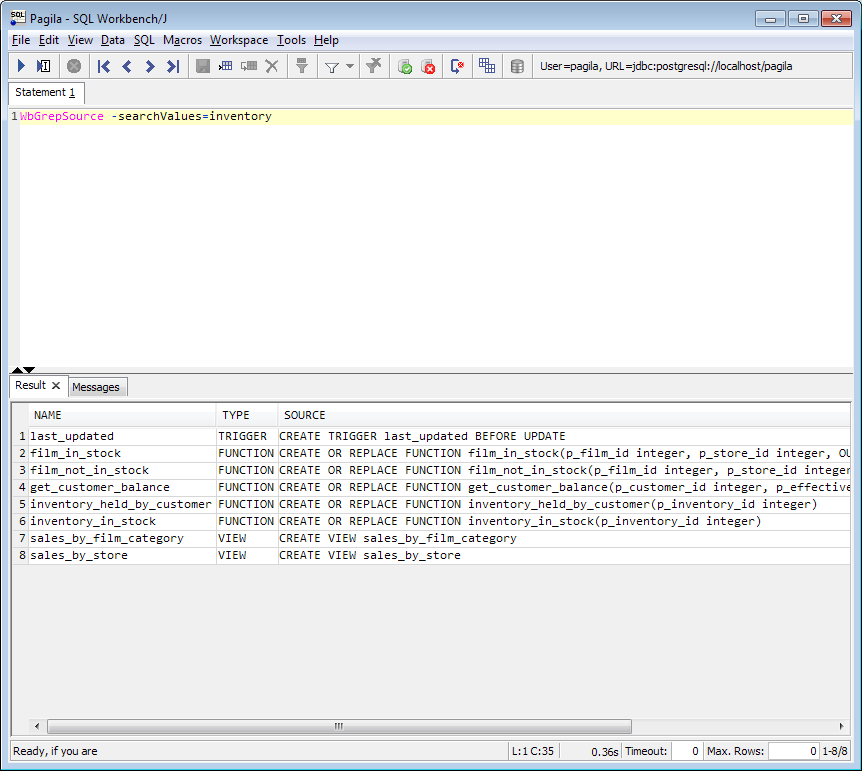 SQL
Pagila - SQL Workbench/J
File Edit View Data SQL Macros Workspace Tools Help
User=pagila, URL=jdbc:postgresql://localhost/pagila
Statement 1
1 WbGrepSource -searchValues=inventory
Result Messages
NAME TYPE SOURCE
1 last_updated TRIGGER CREATE TRIGGER last_updated BEFORE UPDATE
2 film_in_stock FUNCTION CREATE OR REPLACE FUNCTION film_in_stock(p_film_id integer, p_store_id integer, OU
3 film_not_in_stock FUNCTION CREATE OR REPLACE FUNCTION film_not_in_stock(p_film_id integer, p_store_id integer
4 get_customer_balance FUNCTION CREATE OR REPLACE FUNCTION get_customer_balance(p_customer_id integer, p_effective
5 inventory_held_by_customer FUNCTION CREATE OR REPLACE FUNCTION inventory_held_by_customer(p_inventory_id integer)
6 inventory_in_stock FUNCTION CREATE OR REPLACE FUNCTION inventory_in_stock(p_inventory_id integer)
7 sales_by_film_category VIEW CREATE VIEW sales_by_film_category
8 sales_by_store VIEW CREATE VIEW sales_by_store
Ready, if you are L:1 C:35 0.36s Timeout: 0 Max. Rows: 0 1-8/8